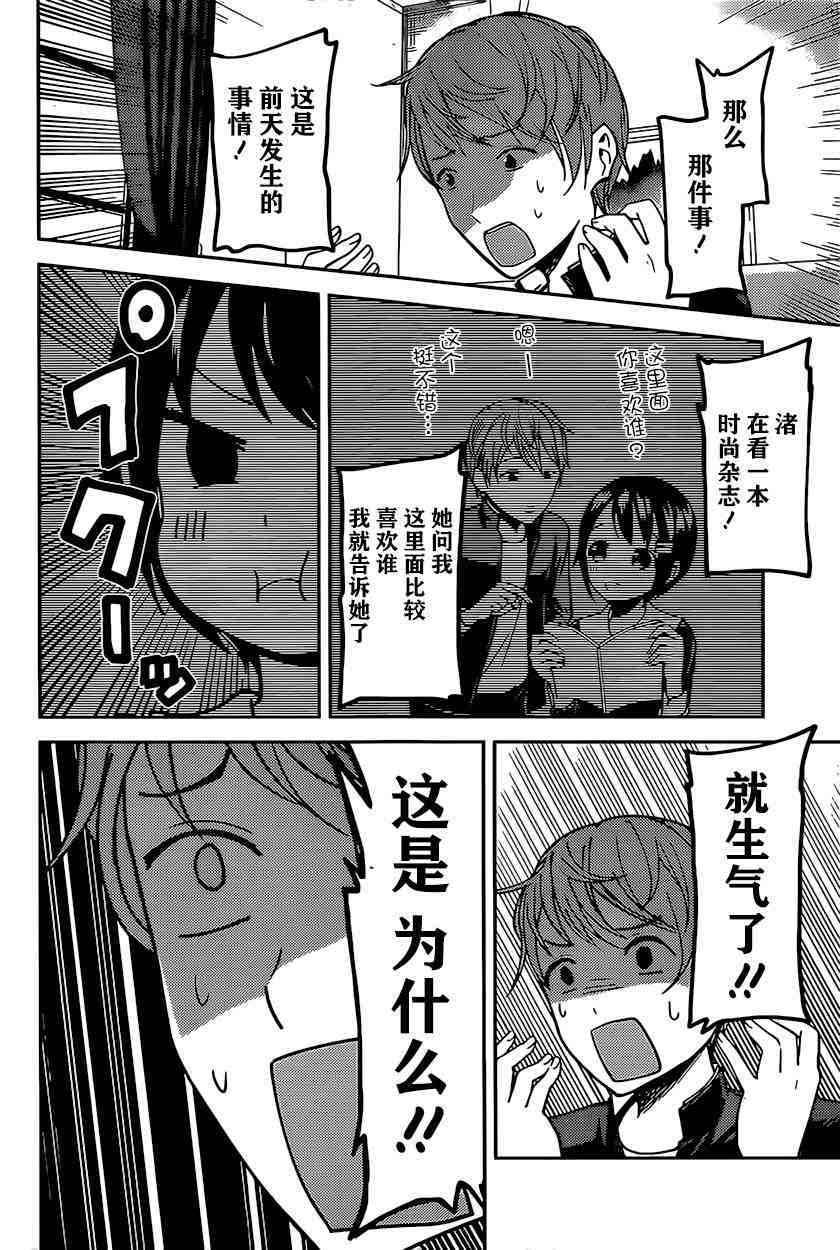 那么
那件事！
这是
前天发生的
事情！
渚
在看一本
时尚杂志！
这里面
你喜欢谁？
嗯ー
这个
挺不错…
她问我
这里面比较
喜欢谁
我就告诉她了
プクーッ
就生气了!!
这是 为什么!!